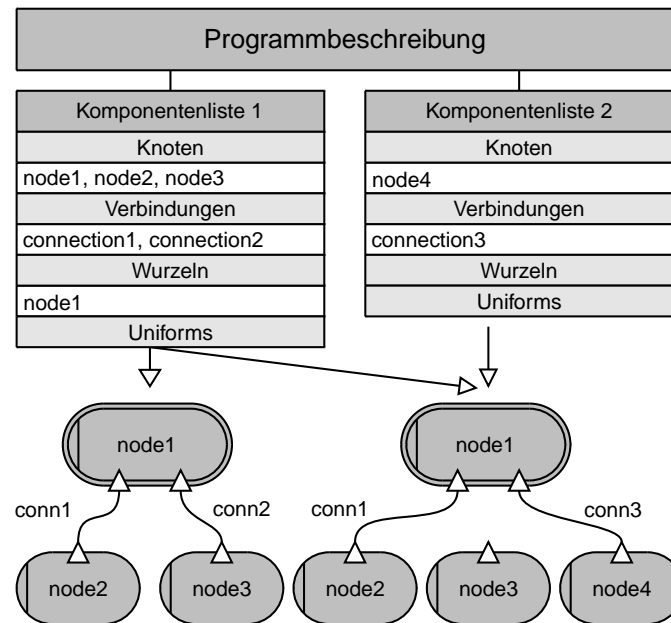 Programmbeschreibung
Komponentenliste 1
Knoten
node1, node2, node3
Verbindungen
connection1, connection2
Wurzeln
node1
Uniforms
Komponentenliste 2
Knoten
node4
Verbindungen
connection3
Wurzeln
Uniforms
node1
conn1
conn2
node2
node3
node1
conn1
conn3
node2
node3
node4